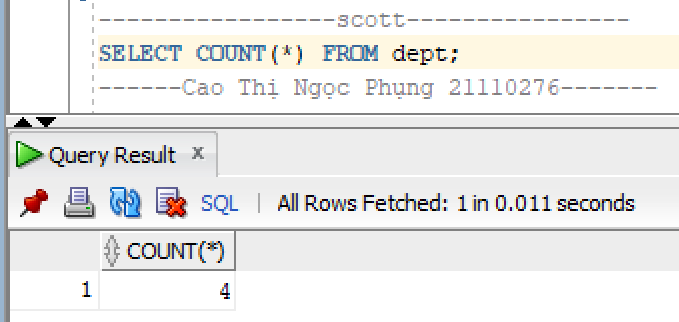 -----------------scott----------------
SELECT COUNT(*) FROM dept;
------Cao Thị Ngọc Phụng 21110276-------
Query Result x
SQL | All Rows Fetched: 1 in 0.011 seconds
COUNT(*)
1 4